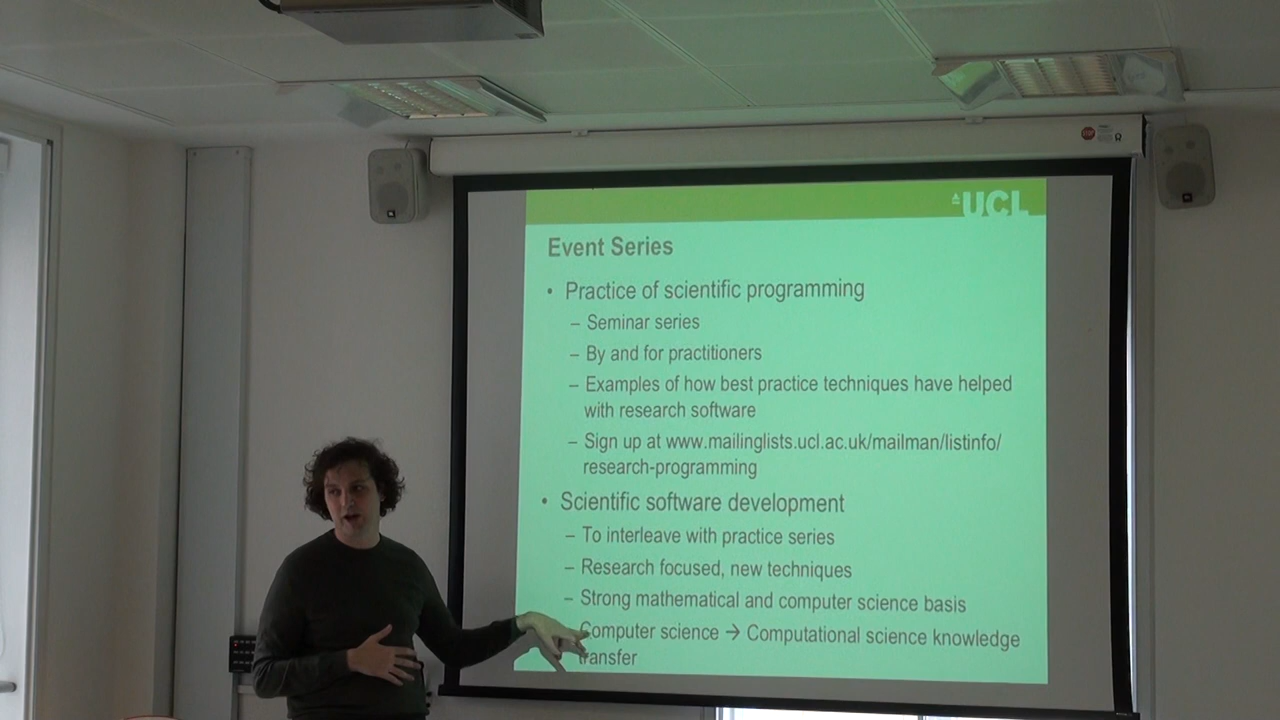 UCL
Event Series
• Practice of scientific programming
– Seminar series
– By and for practitioners
– Examples of how best practice techniques have helped
with research software
– Sign up at www.mailinglists.ucl.ac.uk/mailman/listinfo/
research-programming
• Scientific software development
– To interleave with practice series
– Research focused, new techniques
– Strong mathematical and computer science basis
Computer science → Computational science knowledge
transfer